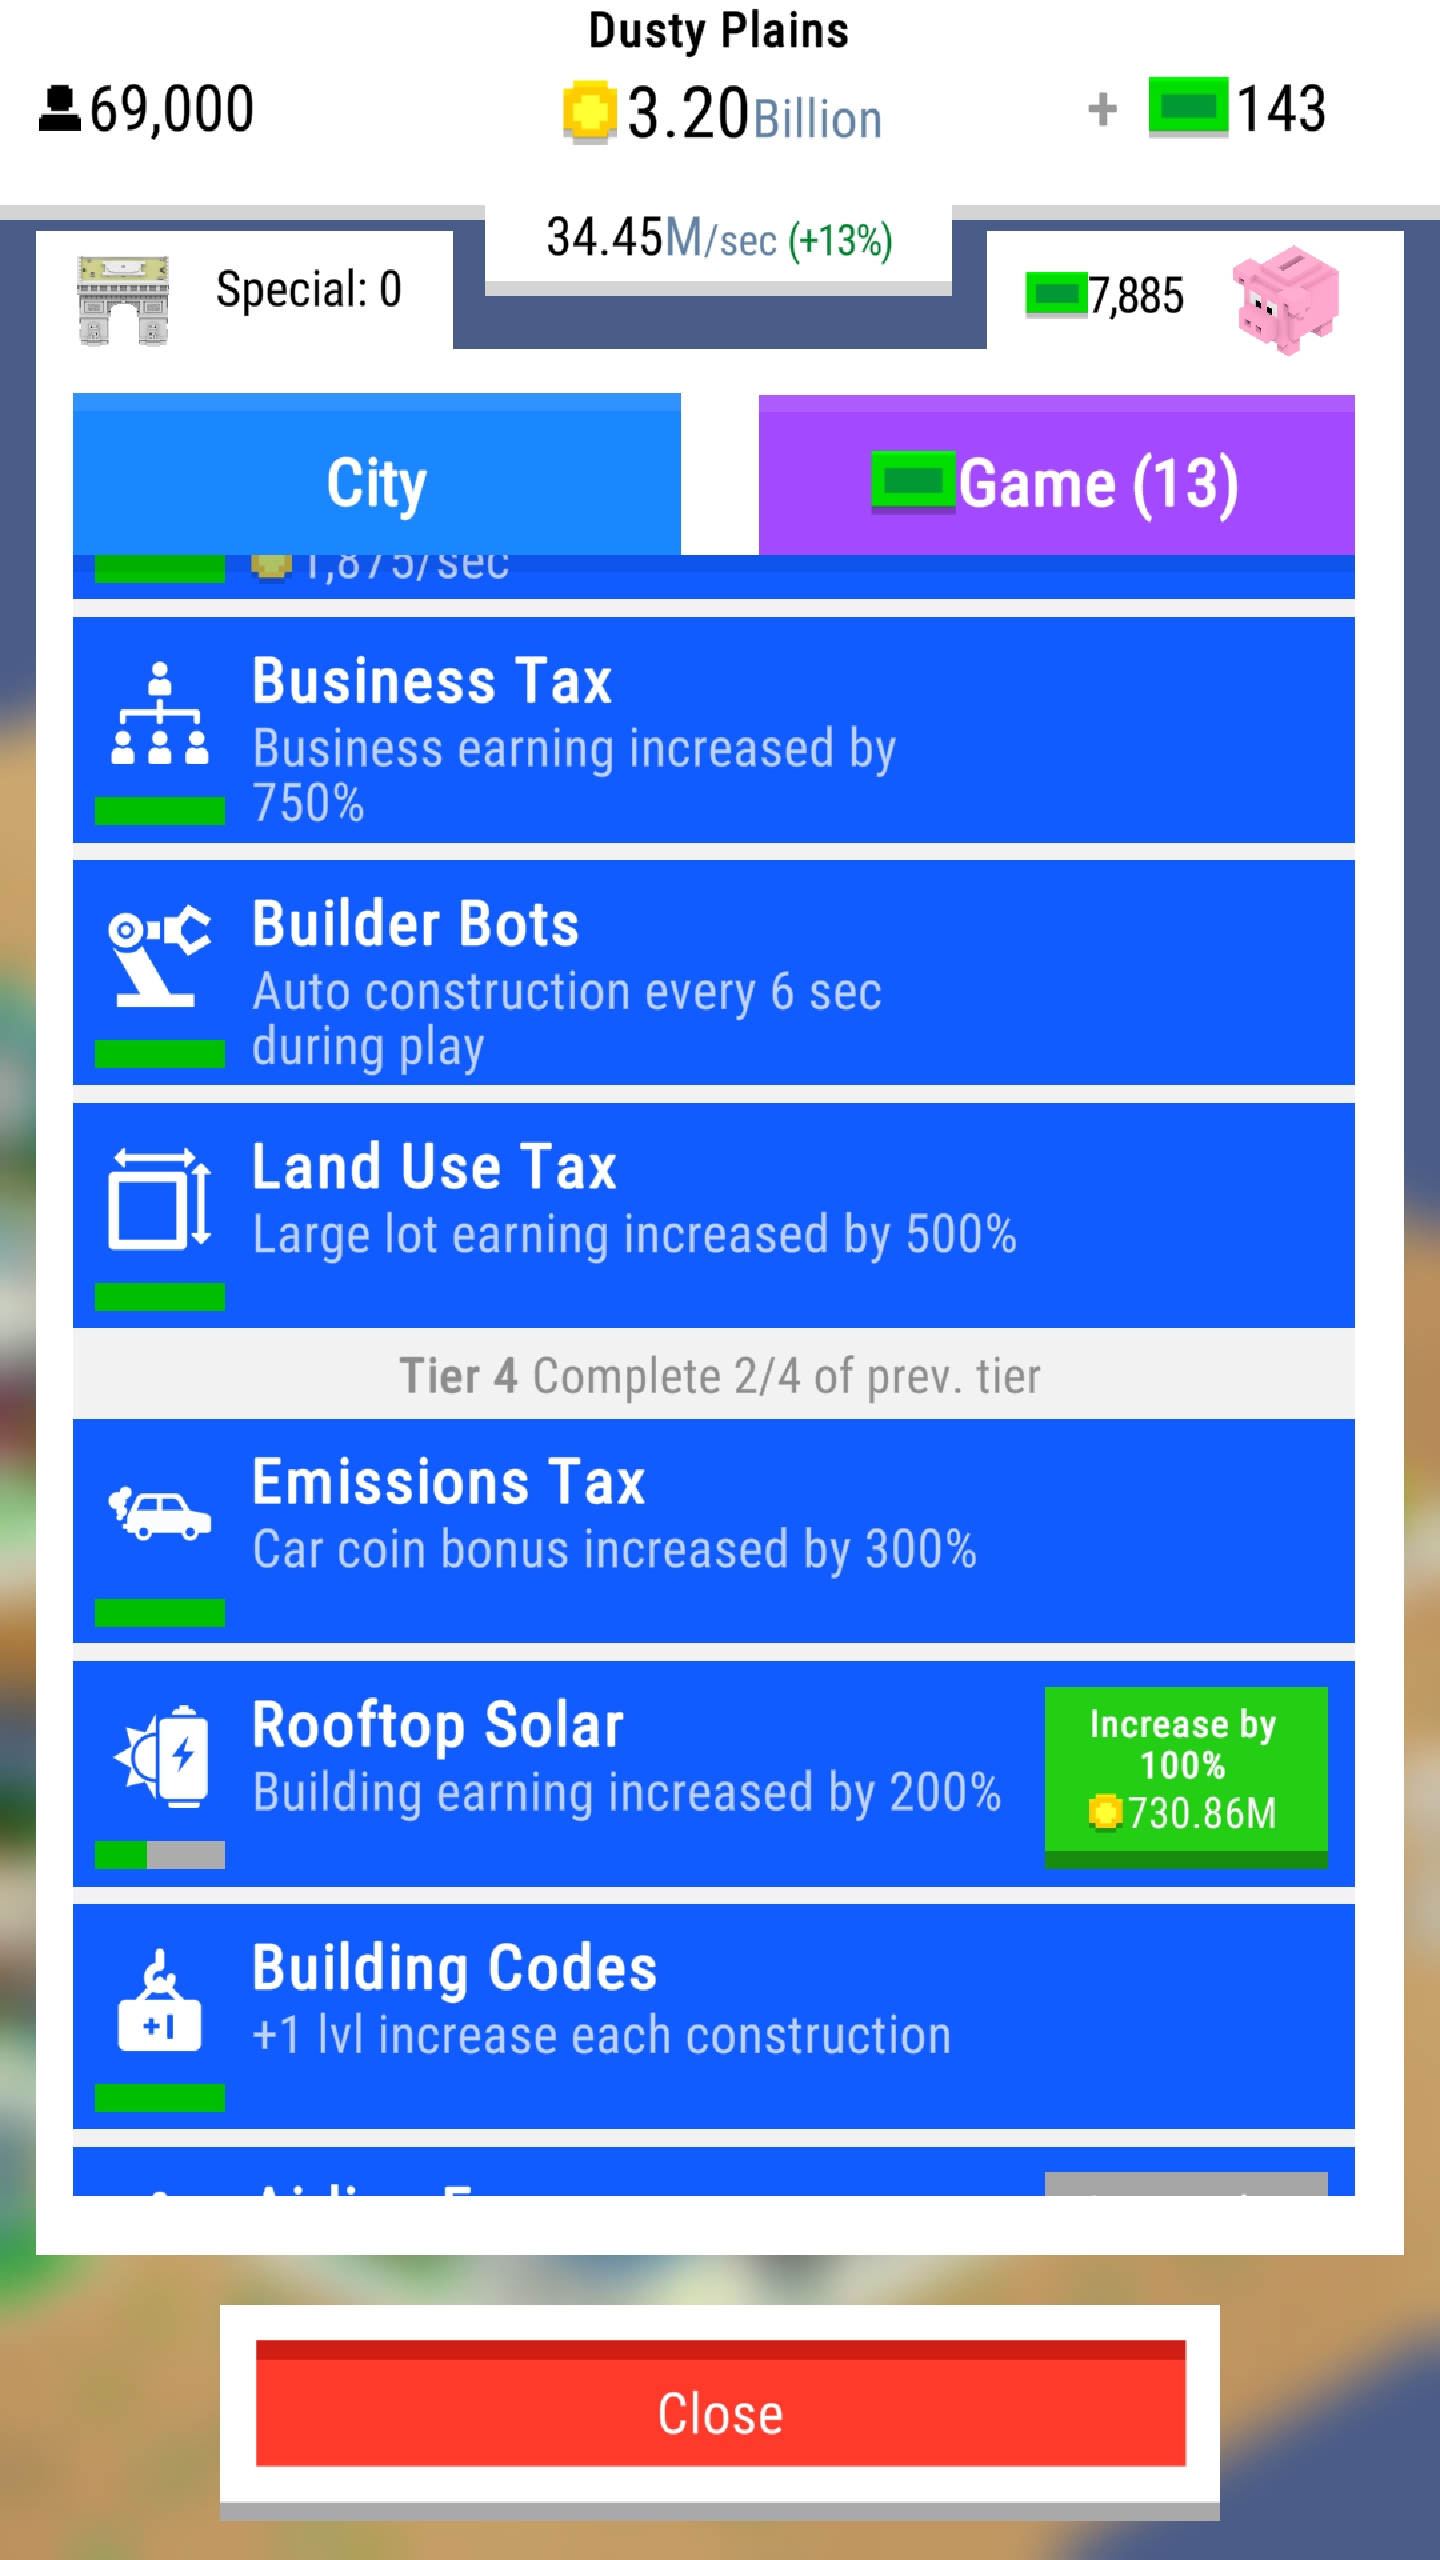 Dusty Plains
69,000
3.20 Billion
+ 143
34.45M/sec (+13%)
Special: 0
7,885
City
Game (13)
1,875/sec
Business Tax
Business earning increased by
750%
Builder Bots
Auto construction every 6 sec
during play
Land Use Tax
Large lot earning increased by 500%
Tier 4 Complete 2/4 of prev. tier
Emissions Tax
Car coin bonus increased by 300%
Rooftop Solar
Building earning increased by 200%
Increase by
100%
730.86M
Building Codes
+1 lvl increase each construction
+1
Close